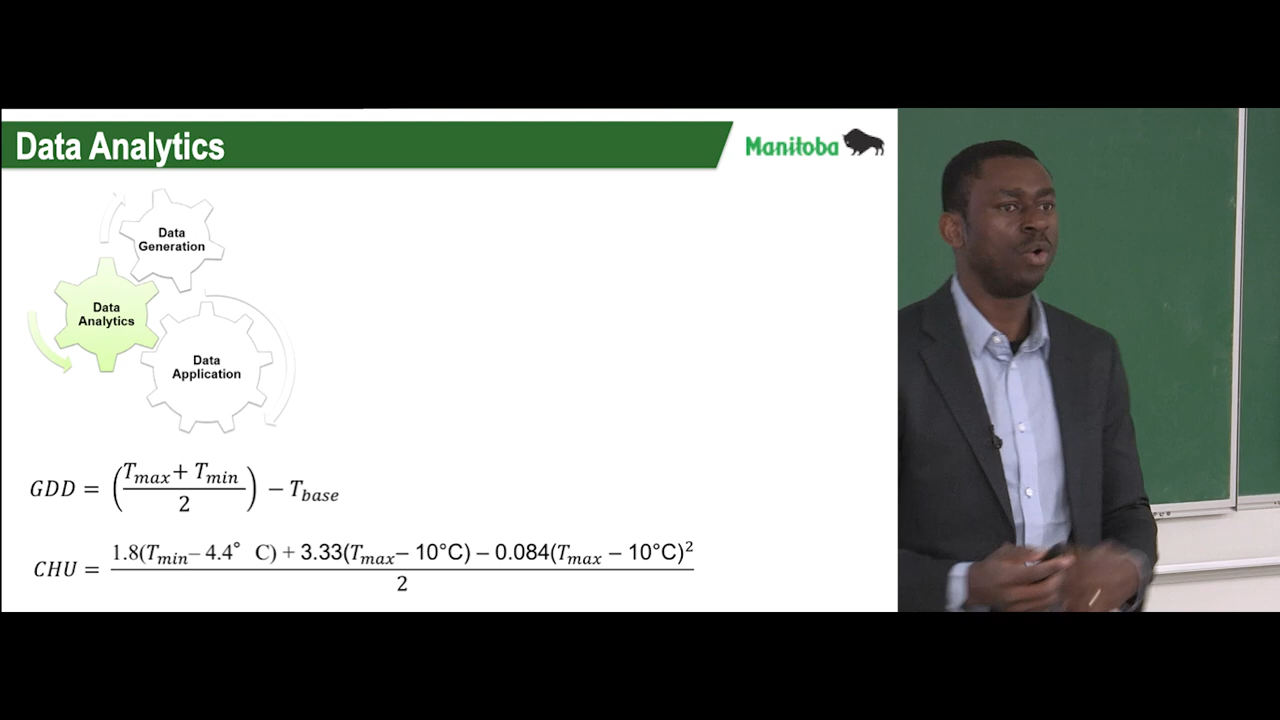 Data Analytics
Manitoba
Data
Generation
Data
Analytics
Data
Application
GDD = (T_max + T_min / 2) − T_base
CHU = 1.8(T_min − 4.4° C) + 3.33(T_max − 10°C) − 0.084(T_max − 10°C)² / 2